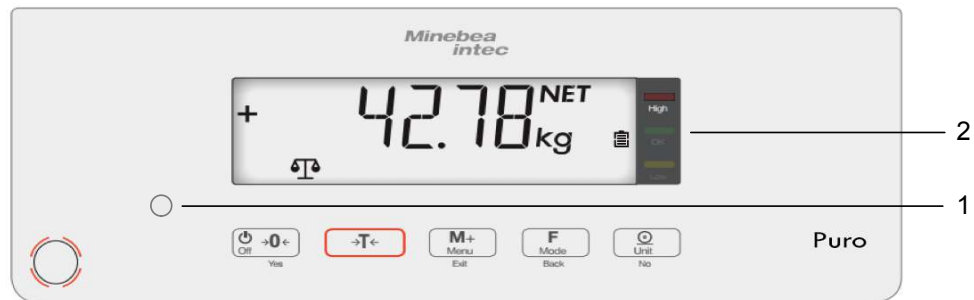 Minebea
intec
+ 42.78 NET
kg
High
OK
Low
2
1
Off →0←
→T←
M+
Menu
F
Mode
Unit
Yes
Exit
Back
No
Puro